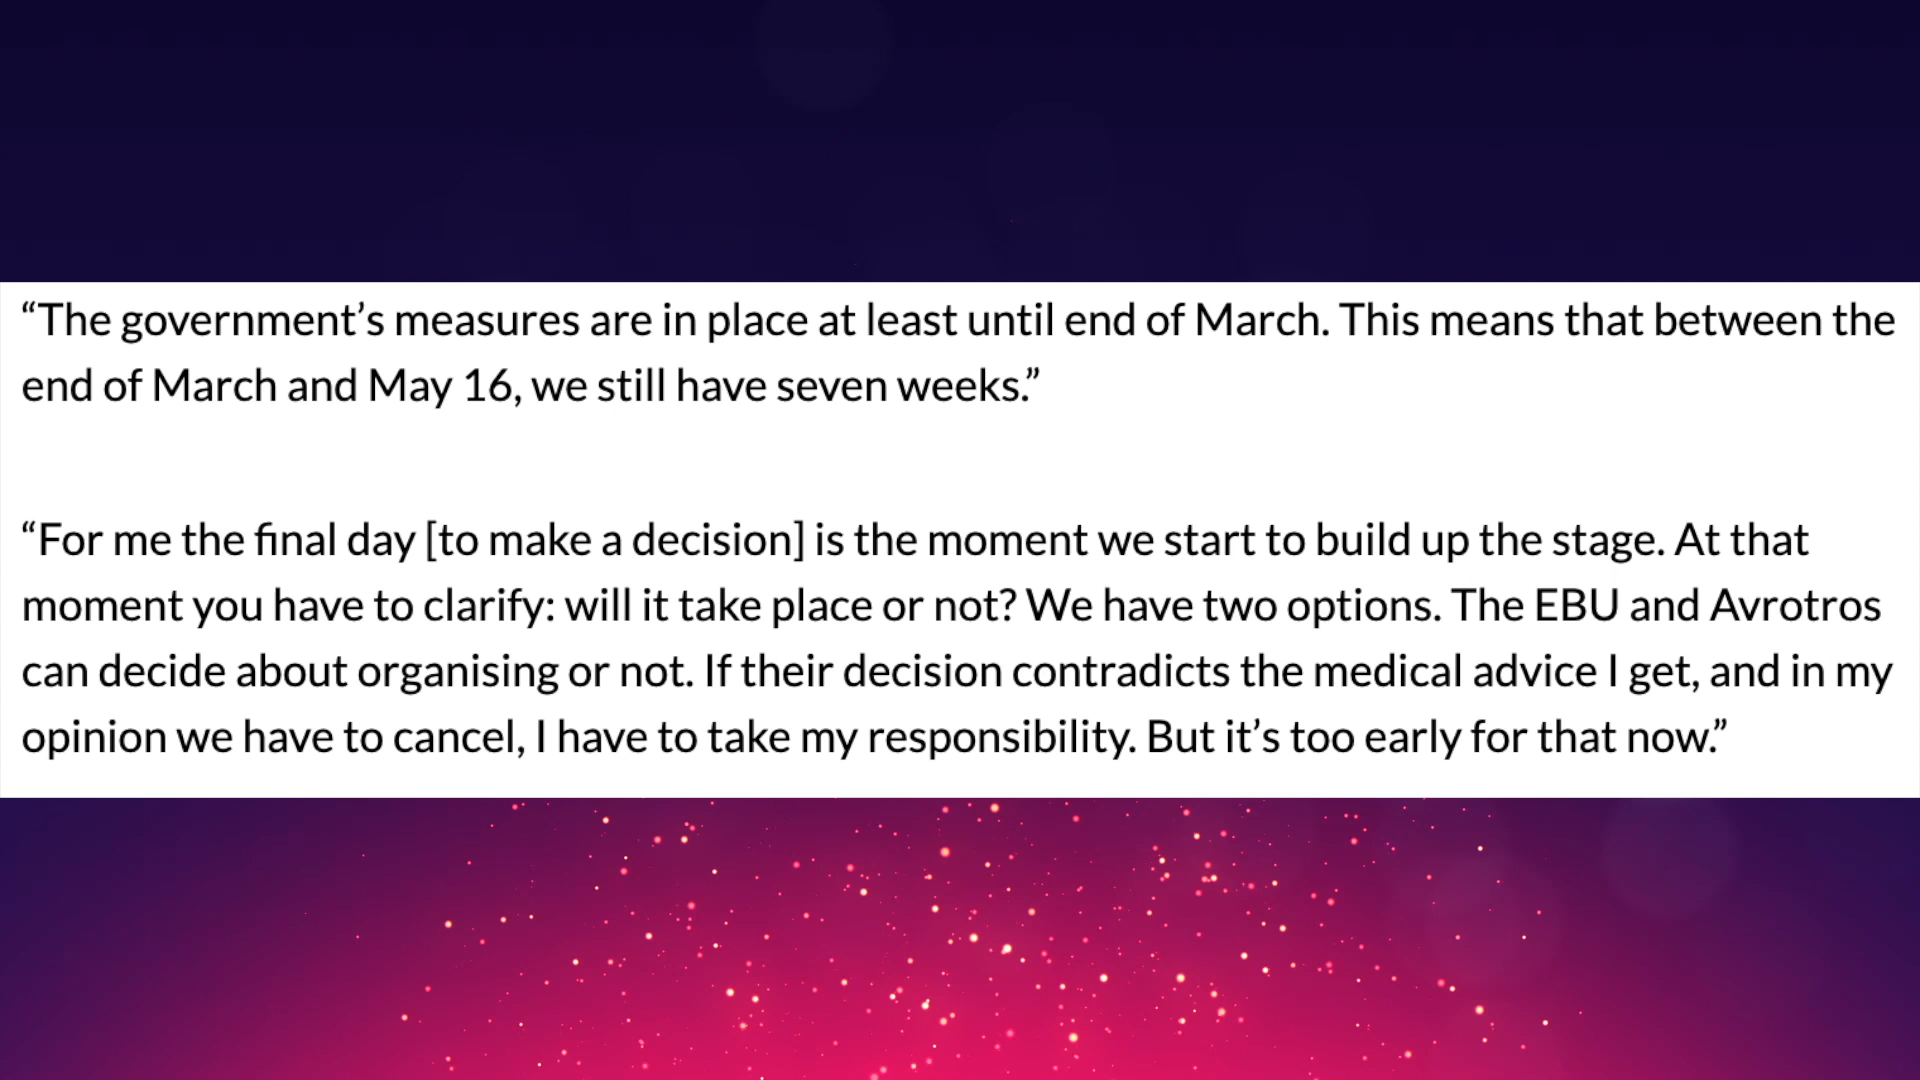 “The government’s measures are in place at least until end of March. This means that between the
end of March and May 16, we still have seven weeks.”
“For me the final day [to make a decision] is the moment we start to build up the stage. At that
moment you have to clarify: will it take place or not? We have two options. The EBU and Avrotros
can decide about organising or not. If their decision contradicts the medical advice I get, and in my
opinion we have to cancel, I have to take my responsibility. But it’s too early for that now.”